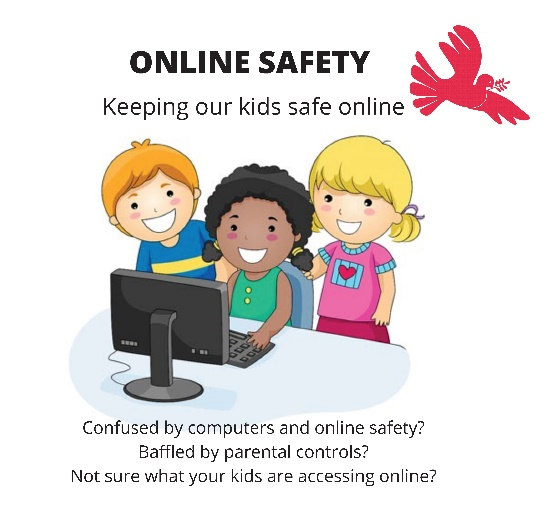 ONLINE SAFETY
Keeping our kids safe online
Confused by computers and online safety?
Baffled by parental controls?
Not sure what your kids are accessing online?